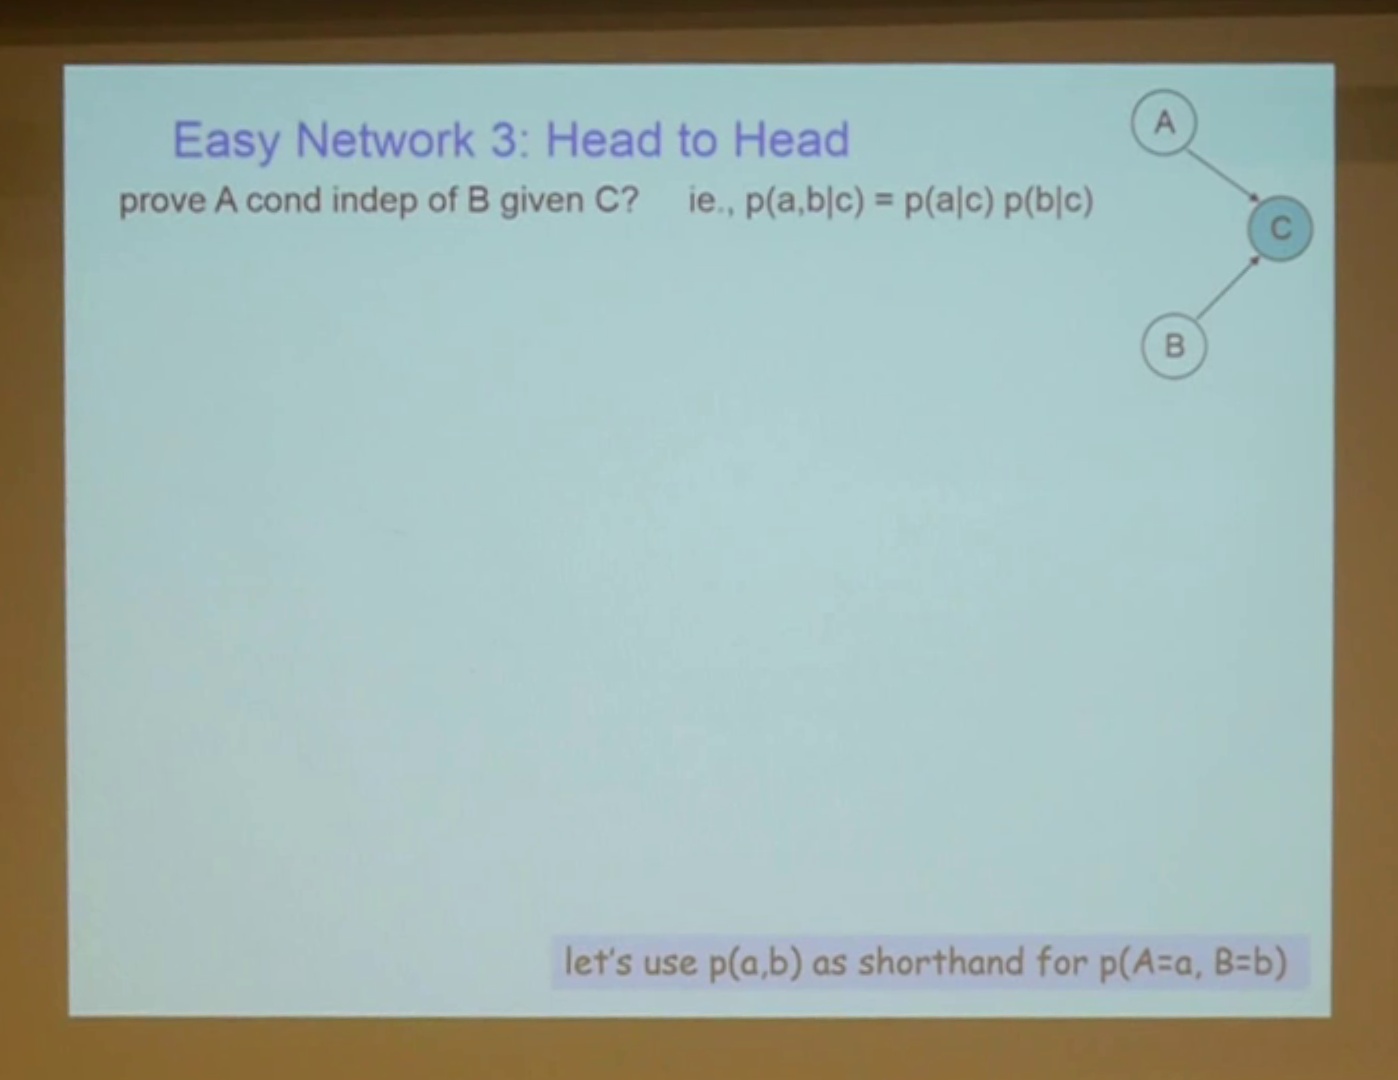 Easy Network 3: Head to Head
prove A cond indep of B given C? ie., p(a,b|c) = p(a|c) p(b|c)
A
C
B
let's use p(a,b) as shorthand for p(A=a, B=b)